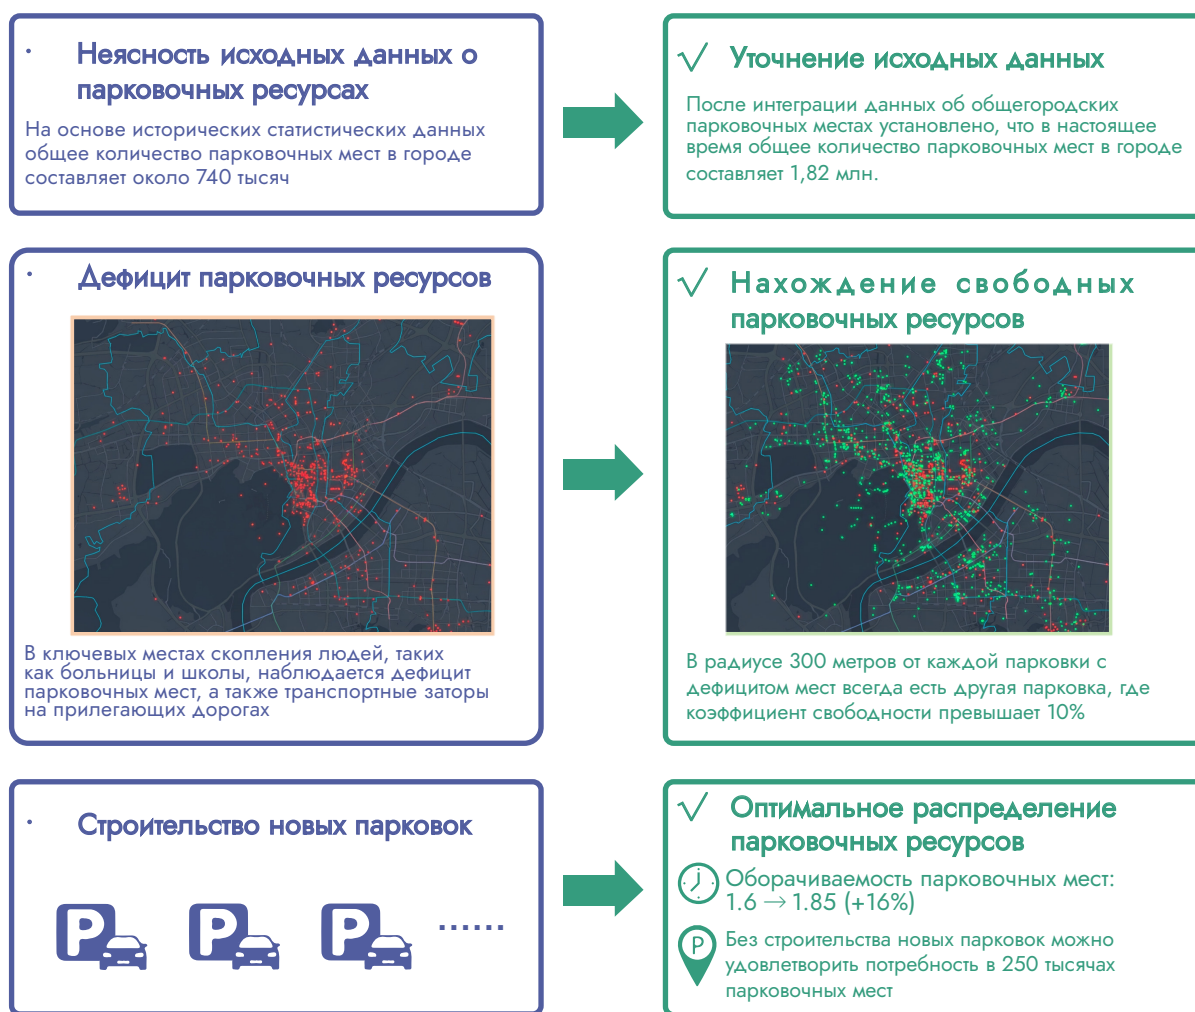 · Неясность исходных данных о
парковочных ресурсах
На основе исторических статистических данных
общее количество парковочных мест в городе
составляет около 740 тысяч
√ Уточнение исходных данных
После интеграции данных об общегородских
парковочных местах установлено, что в настоящее
время общее количество парковочных мест в городе
составляет 1,82 млн.
· Дефицит парковочных ресурсов
В ключевых местах скопления людей, таких
как больницы и школы, наблюдается дефицит
парковочных мест, а также транспортные заторы
на прилегающих дорогах
√ Нахождение свободных
парковочных ресурсов
В радиусе 300 метров от каждой парковки с
дефицитом мест всегда есть другая парковка, где
коэффициент свободности превышает 10%
· Строительство новых парковок
P P P ......
√ Оптимальное распределение
парковочных ресурсов
Оборачиваемость парковочных мест:
1.6 → 1.85 (+16%)
P
Без строительства новых парковок можно
удовлетворить потребность в 250 тысячах
парковочных мест